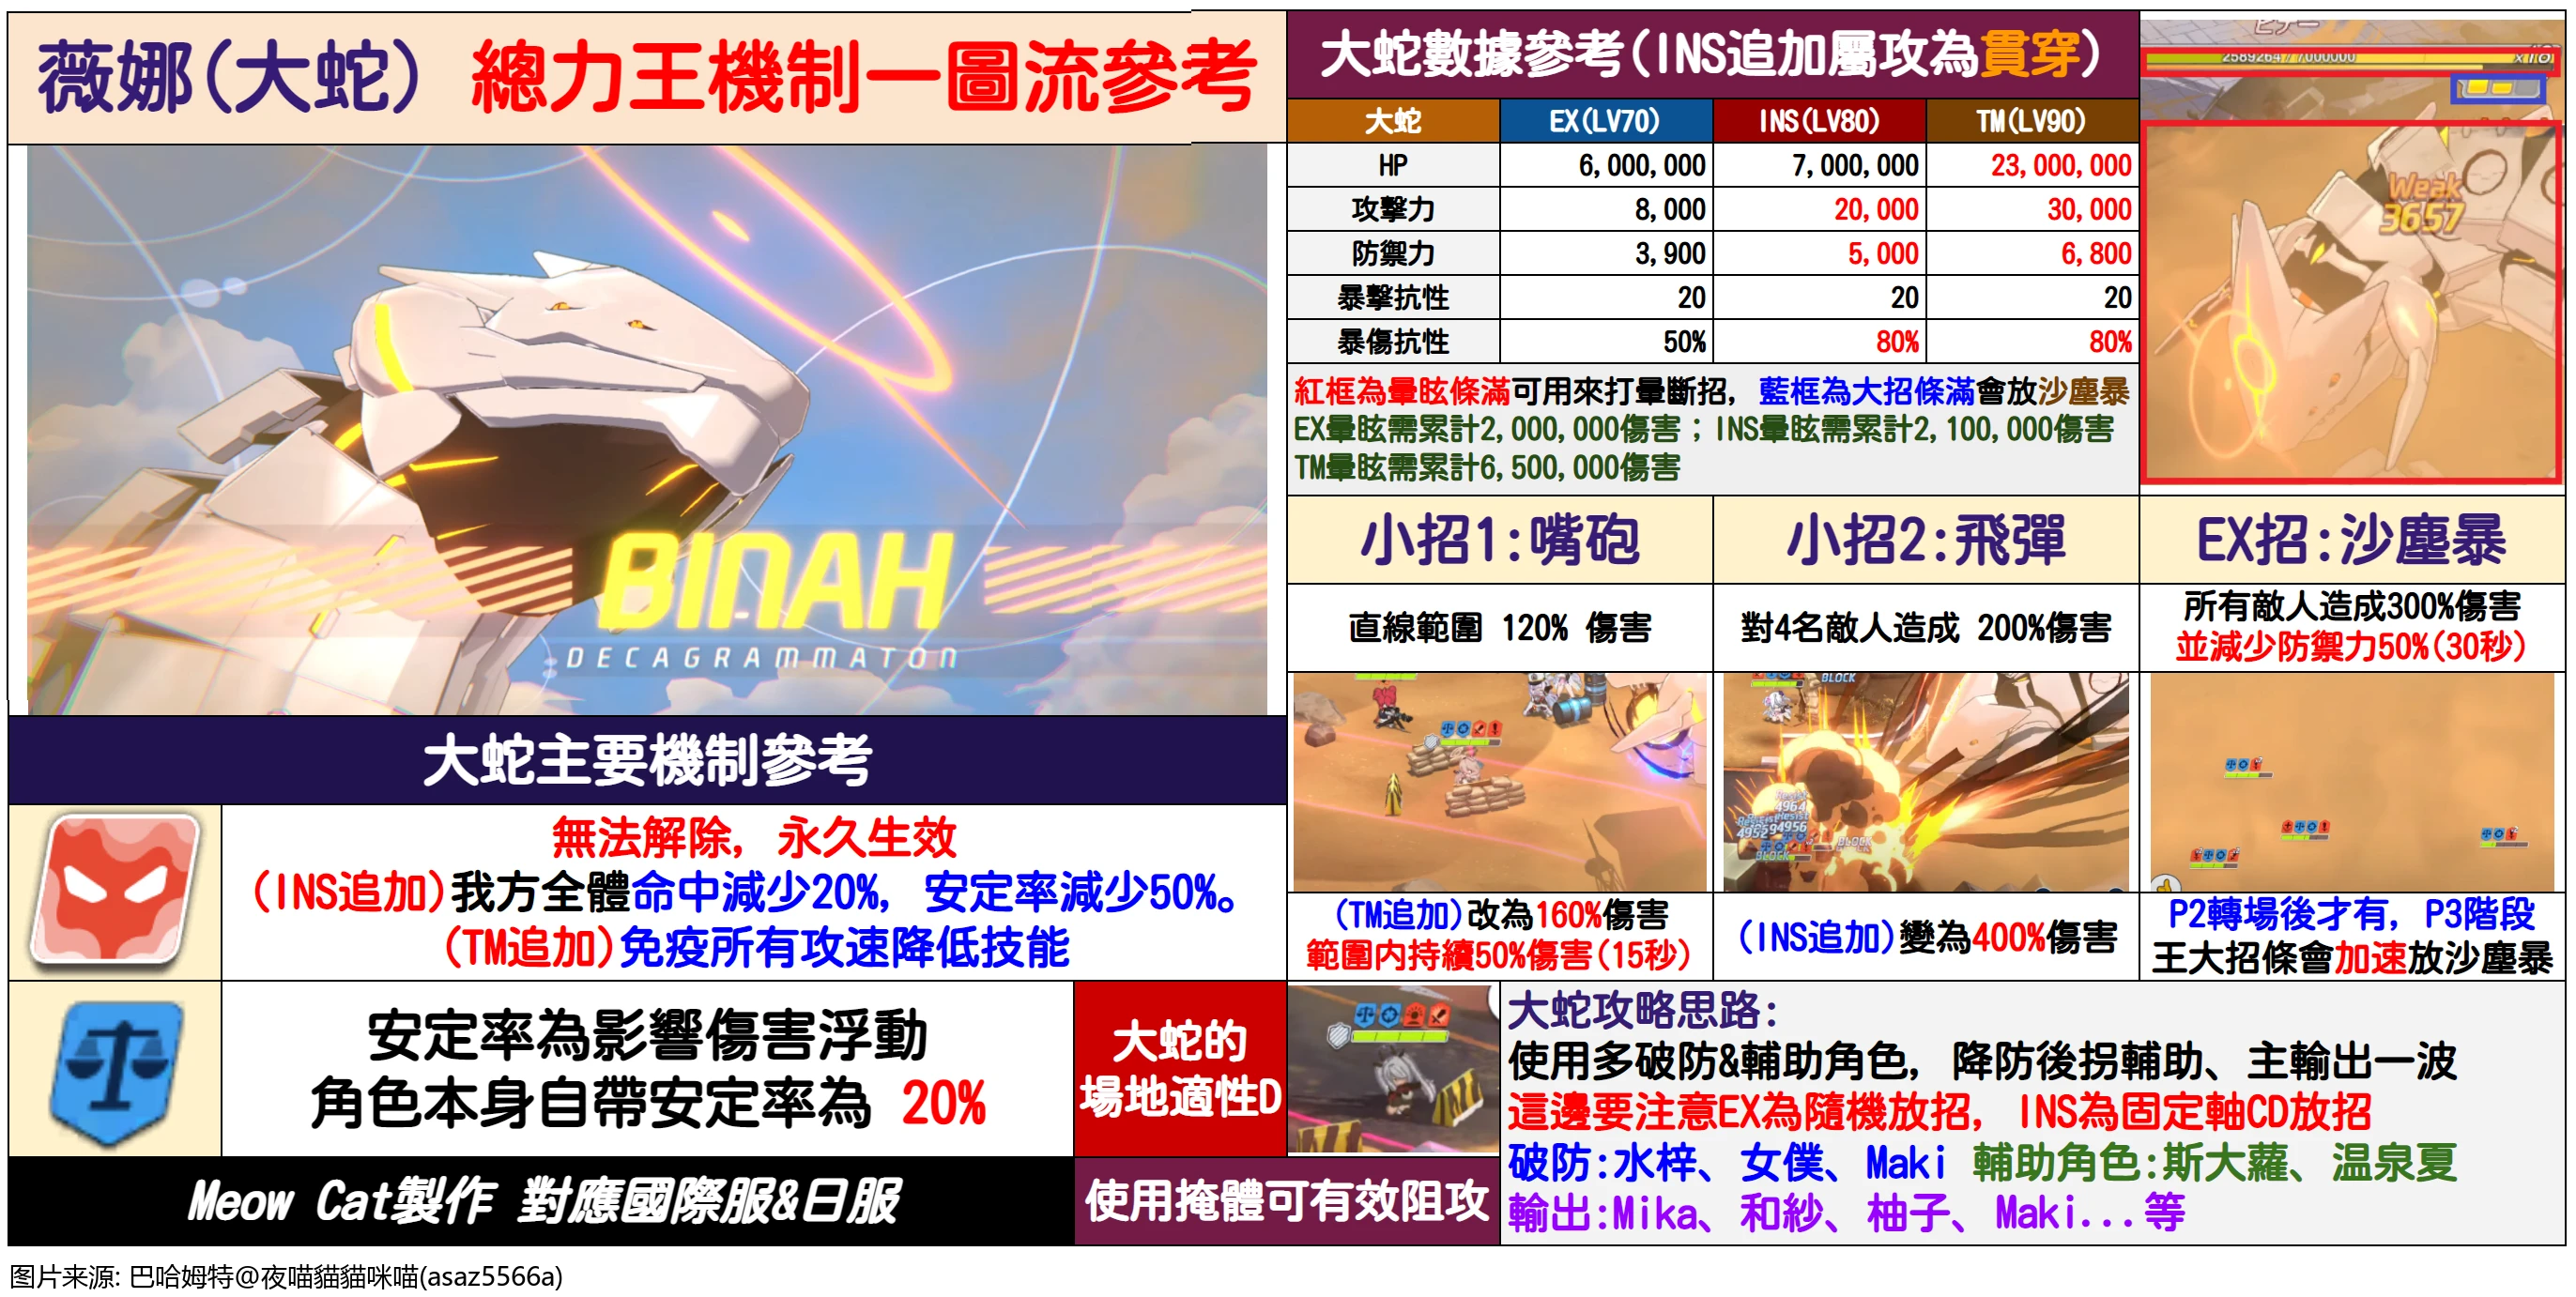 薇娜(大蛇) 總力王機制一圖流參考
BINAH
DECAGRAMMATON
大蛇主要機制參考
無法解除, 永久生效
(INS追加)我方全體命中減少20%, 安定率減少50%。
(TM追加)免疫所有攻速降低技能
安定率為影響傷害浮動
角色本身自帶安定率為 20%
大蛇的
場地適性D
Meow Cat製作 對應國際服&日服
使用掩體可有效阻攻
大蛇數據參考(INS追加屬攻為貫穿)
大蛇 EX(LV70) INS(LV80) TM(LV90)
HP 6,000,000 7,000,000 23,000,000
攻擊力 8,000 20,000 30,000
防禦力 3,900 5,000 6,800
暴擊抗性 20 20 20
暴傷抗性 50% 80% 80%
紅框為暈眩條滿可用來打暈斷招, 藍框為大招條滿會放沙塵暴
EX暈眩需累計2,000,000傷害；INS暈眩需累計2,100,000傷害
TM暈眩需累計6,500,000傷害
ビナー
2589264/7000000
Weak
3657
小招1:嘴砲 小招2:飛彈 EX招:沙塵暴
直線範圍 120% 傷害
對4名敵人造成 200%傷害
所有敵人造成300%傷害
並減少防禦力50%(30秒)
BLOCK
Resist
4964
BLOCK
BLOCK
(TM追加)改為160%傷害
範圍內持續50%傷害(15秒)
(INS追加)變為400%傷害
P2轉場後才有, P3階段
王大招條會加速放沙塵暴
大蛇攻略思路:
使用多破防&輔助角色, 降防後拐輔助、主輸出一波
這邊要注意EX為隨機放招, INS為固定軸CD放招
破防:水梓、女僕、Maki 輔助角色:斯大蘿、温泉夏
輸出:Mika、和紗、柚子、Maki...等
图片来源: 巴哈姆特@夜喵貓貓咪喵(asaz5566a)